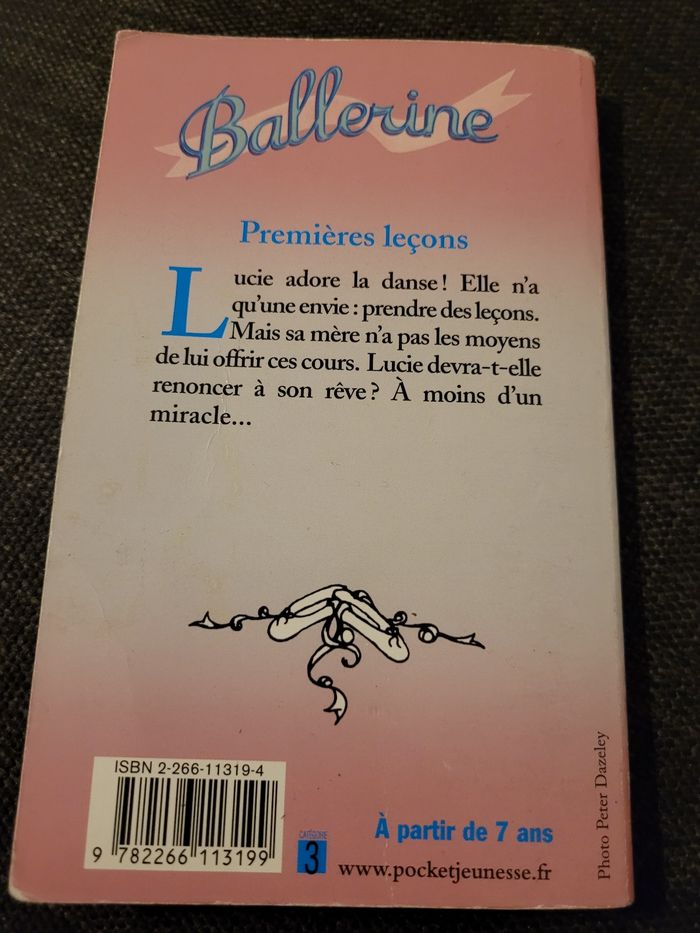 Ballerine
Premières leçons
Lucie adore la danse ! Elle n'a
qu'une envie : prendre des leçons.
Mais sa mère n'a pas les moyens
de lui offrir ces cours. Lucie devra-t-elle
renoncer à son rêve ? À moins d'un
miracle...
ISBN 2-266-11319-4
9 782266 113199
CATÉGORIE
3
À partir de 7 ans
www.pocketjeunesse.fr
Photo Peter Dazeley